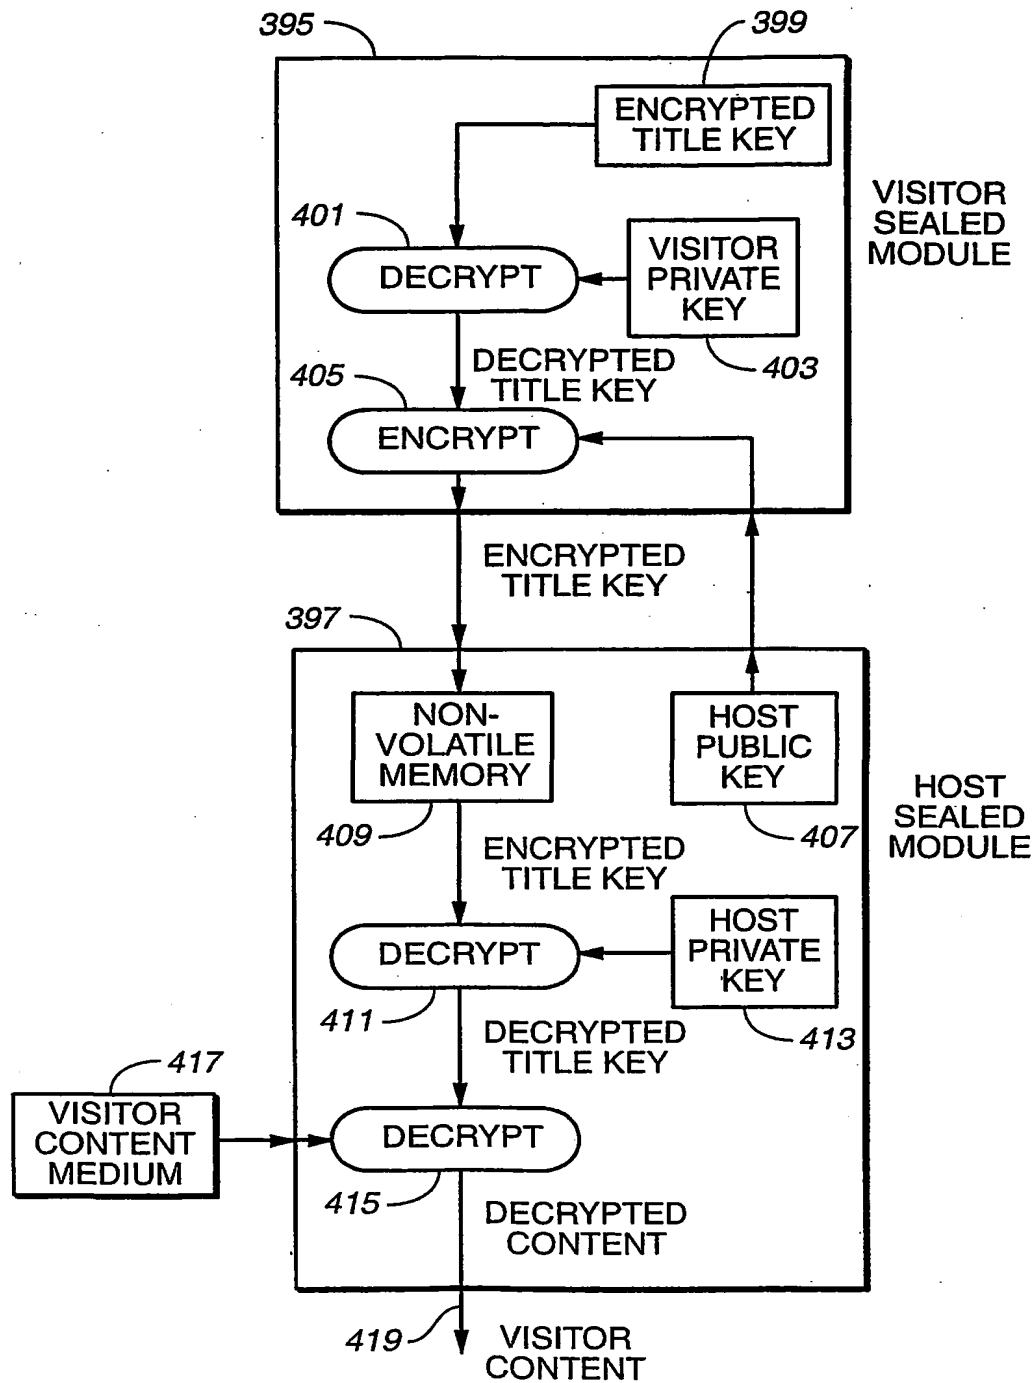 395
399
ENCRYPTED
TITLE KEY
VISITOR
SEALED
MODULE
401
DECRYPT
VISITOR
PRIVATE
KEY
403
DECRYPTED
TITLE KEY
405
ENCRYPT
ENCRYPTED
TITLE KEY
397
NON-
VOLATILE
MEMORY
409
HOST
PUBLIC
KEY
407
HOST
SEALED
MODULE
ENCRYPTED
TITLE KEY
DECRYPT
411
HOST
PRIVATE
KEY
413
DECRYPTED
TITLE KEY
417
VISITOR
CONTENT
MEDIUM
DECRYPT
415
DECRYPTED
CONTENT
419
VISITOR
CONTENT